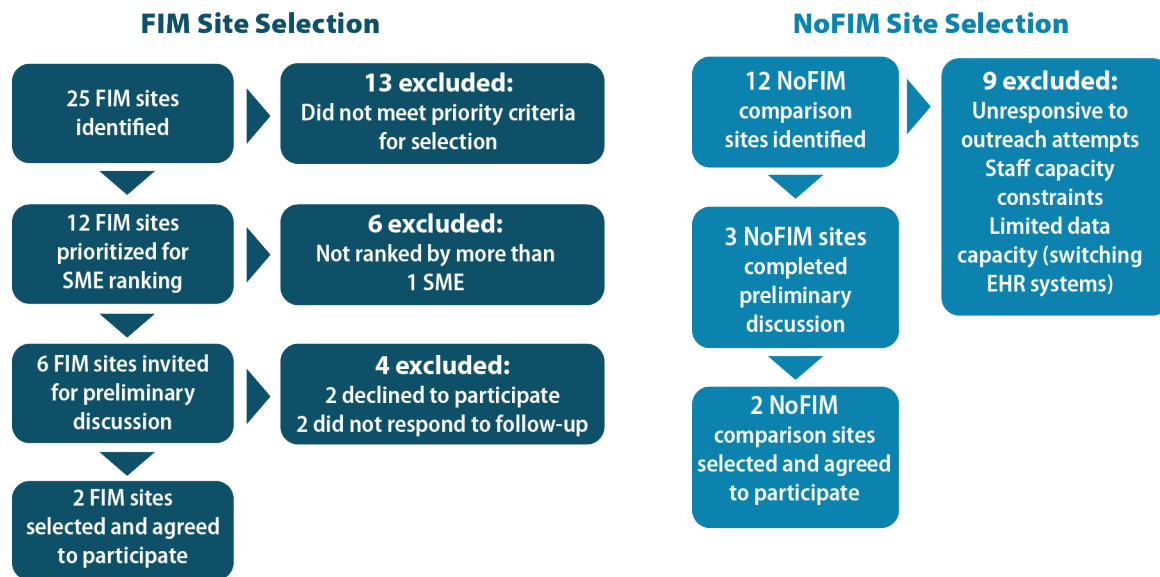 FIM Site Selection
25 FIM sites
identified
13 excluded:
Did not meet priority criteria
for selection
12 FIM sites
prioritized for
SME ranking
6 excluded:
Not ranked by more than
1 SME
6 FIM sites invited
for preliminary
discussion
4 excluded:
2 declined to participate
2 did not respond to follow-up
2 FIM sites
selected and agreed
to participate
NoFIM Site Selection
12 NoFIM
comparison
sites identified
9 excluded:
Unresponsive to
outreach attempts
Staff capacity
constraints
Limited data
capacity (switching
EHR systems)
3 NoFIM sites
completed
preliminary
discussion
2 NoFIM
comparison sites
selected and agreed
to participate